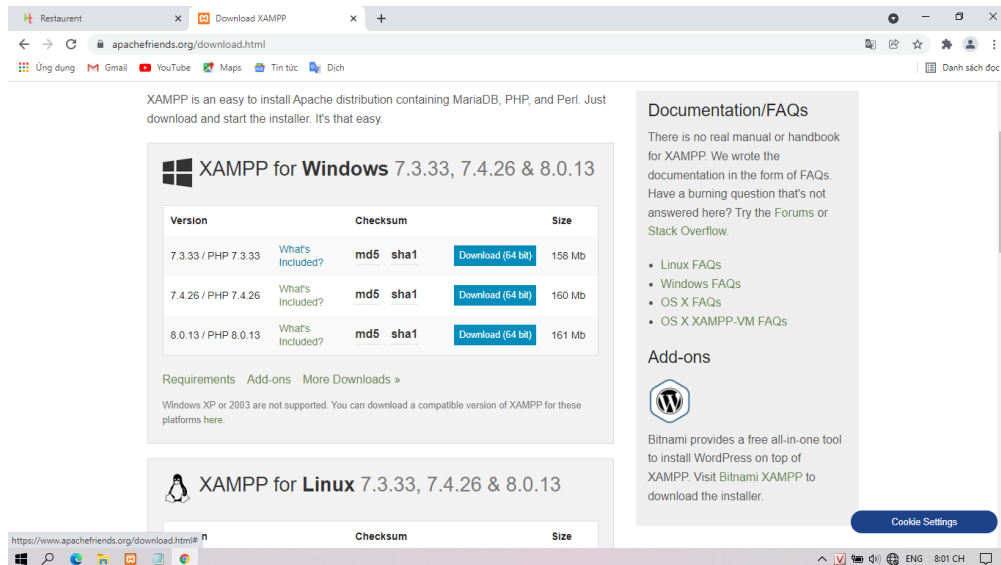 Restaurent
Download XAMPP
apachefriends.org/download.html
Ứng dụng Gmail YouTube Maps Tin tức Dịch Danh sách đọc
XAMPP is an easy to install Apache distribution containing MariaDB, PHP, and Perl. Just
download and start the installer. It's that easy.
XAMPP for Windows 7.3.33, 7.4.26 & 8.0.13
Version Checksum Size
7.3.33 / PHP 7.3.33 What's Included? md5 sha1 Download (64 bit) 158 Mb
7.4.26 / PHP 7.4.26 What's Included? md5 sha1 Download (64 bit) 160 Mb
8.0.13 / PHP 8.0.13 What's Included? md5 sha1 Download (64 bit) 161 Mb
Requirements Add-ons More Downloads »
Windows XP or 2003 are not supported. You can download a compatible version of XAMPP for these
platforms here.
XAMPP for Linux 7.3.33, 7.4.26 & 8.0.13
Checksum Size
Documentation/FAQs
There is no real manual or handbook
for XAMPP. We wrote the
documentation in the form of FAQs.
Have a burning question that's not
answered here? Try the Forums or
Stack Overflow.
• Linux FAQs
• Windows FAQs
• OS X FAQs
• OS X XAMPP-VM FAQs
Add-ons
Bitnami provides a free all-in-one tool
to install WordPress on top of
XAMPP. Visit Bitnami XAMPP to
download the installer.
Cookie Settings
https://www.apachefriends.org/download.html#
ENG 8:01 CH